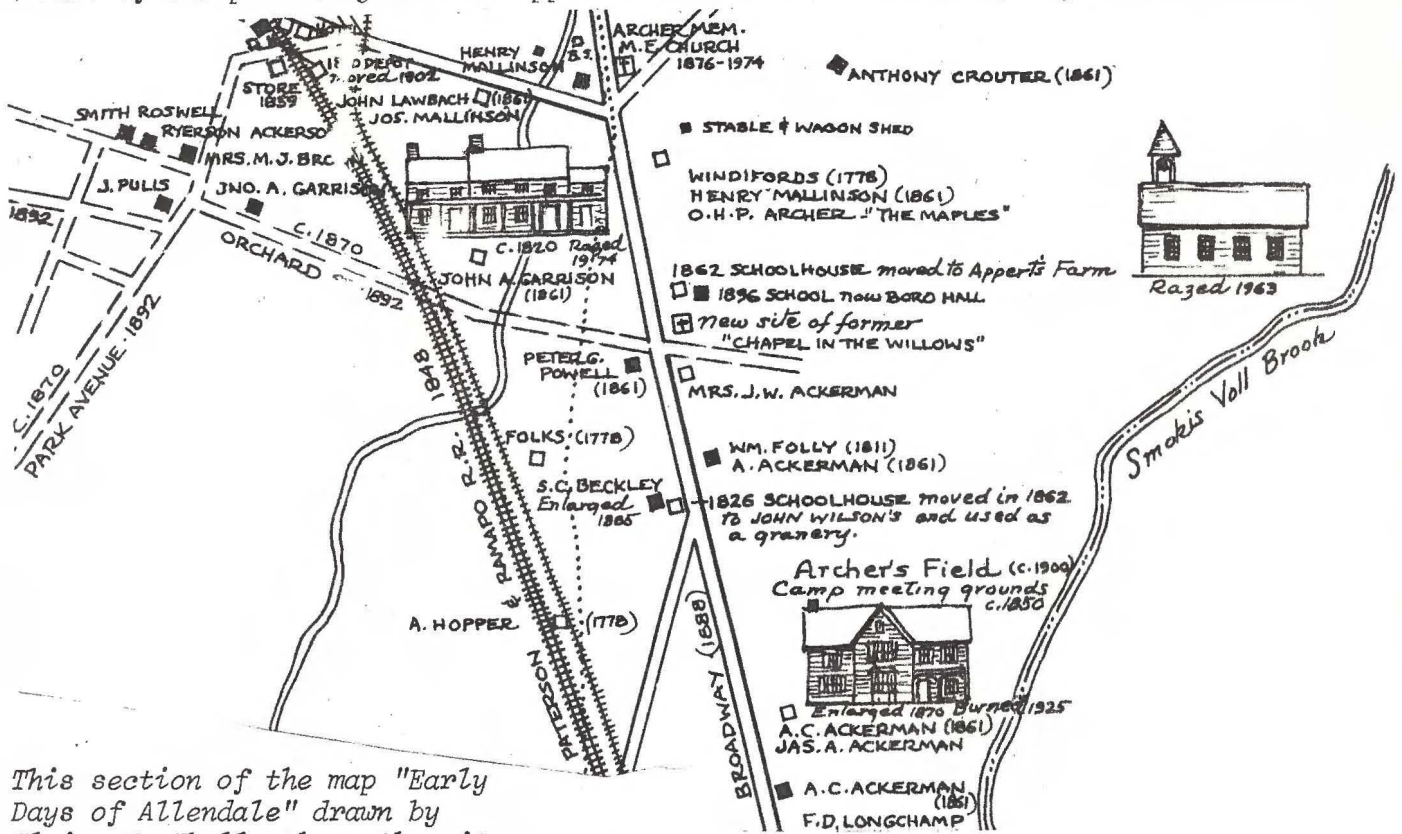 ARCHER MEM.
M.E. CHURCH
1876-1974
HENRY
MALLINSON
B.S.
ANTHONY CROUTER (1861)
DEPOT
moved 1902
STORE
1859
JOHN LAWBACH (1861)
JOS. MALLINSON
SMITH ROSWELL
RYERSON ACKERSO
MRS. M. J. BRC
J. PULIS
JNO. A. GARRISON
STABLE & WAGON SHED
WINDIFORDS (1778)
HENRY MALLINSON (1861)
O.H.P. ARCHER "THE MAPLES"
1892
C. 1870
ORCHARD
1892
C. 1820 Razed
1974
JOHN A. GARRISON
(1861)
1862 SCHOOLHOUSE moved to Appert's Farm
1896 SCHOOL now BORO HALL
new site of former
"CHAPEL IN THE WILLOWS"
Razed 1963
C. 1870
PARK AVENUE - 1892
1848
PATERSON & RAMAPO R.R.
PETER G.
POWELL
(1861)
MRS. J. W. ACKERMAN
Smokis Voll Brook
FOLKS (1778)
WM. FOLLY (1811)
A. ACKERMAN (1861)
S.C. BECKLEY
Enlarged
1885
1826 SCHOOLHOUSE moved in 1862
to JOHN WILSON'S and used as
a granery.
Archer's Field (c. 1900)
Camp meeting grounds
c. 1850
A. HOPPER (1778)
BROADWAY (1888)
Enlarged 1870 Burned 1925
A.C. ACKERMAN (1861)
JAS. A. ACKERMAN
A.C. ACKERMAN
(1861)
F.D. LONGCHAMP
This section of the map "Early
Days of Allendale" drawn by